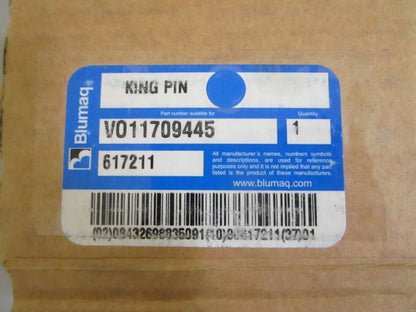 KING PIN
Blumaq®
Part number suitable for
Quantity
VO11709445
1
617211
All manufacturer's names, numbers symbols
and descriptions, are used for reference
purposes only and it is not implied that any part
listed is the product of these manufacturer
www.blumaq.com